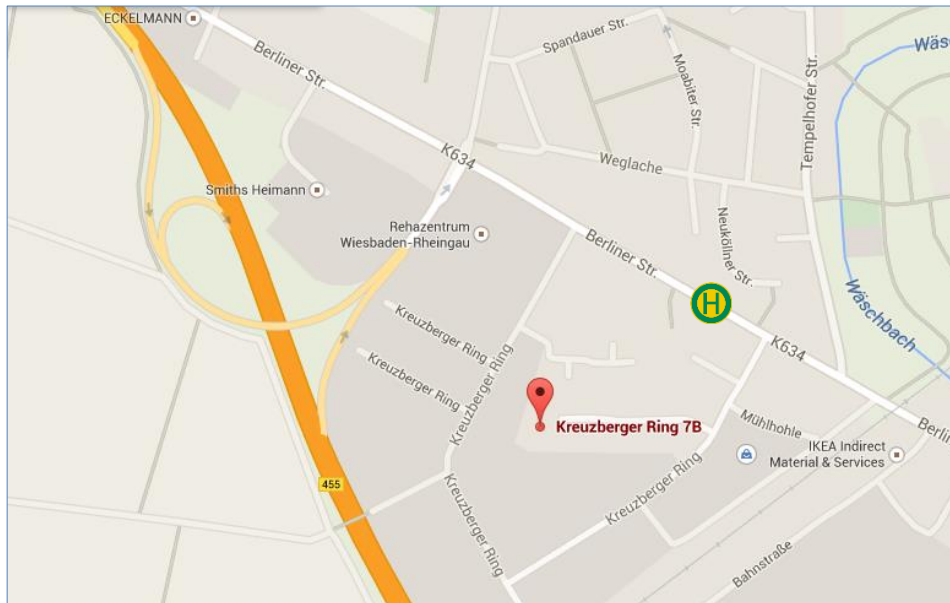 ECKELMANN
Spandauer Str.
Wäsch
Berliner Str.
Moabiter Str.
Tempelhofer Str.
K634
Weglache
Smiths Heimann
Rehazentrum
Wiesbaden-Rheingau
Neuköllner Str.
Berliner Str.
H
Wäschbach
Kreuzberger Ring
K634
Kreuzberger Ring
Kreuzberger Ring
Kreuzberger Ring 7B
Mühlhohle
IKEA Indirect
Material & Services
Berlin
455
Kreuzberger Ring
Kreuzberger Ring
Bahnstraße